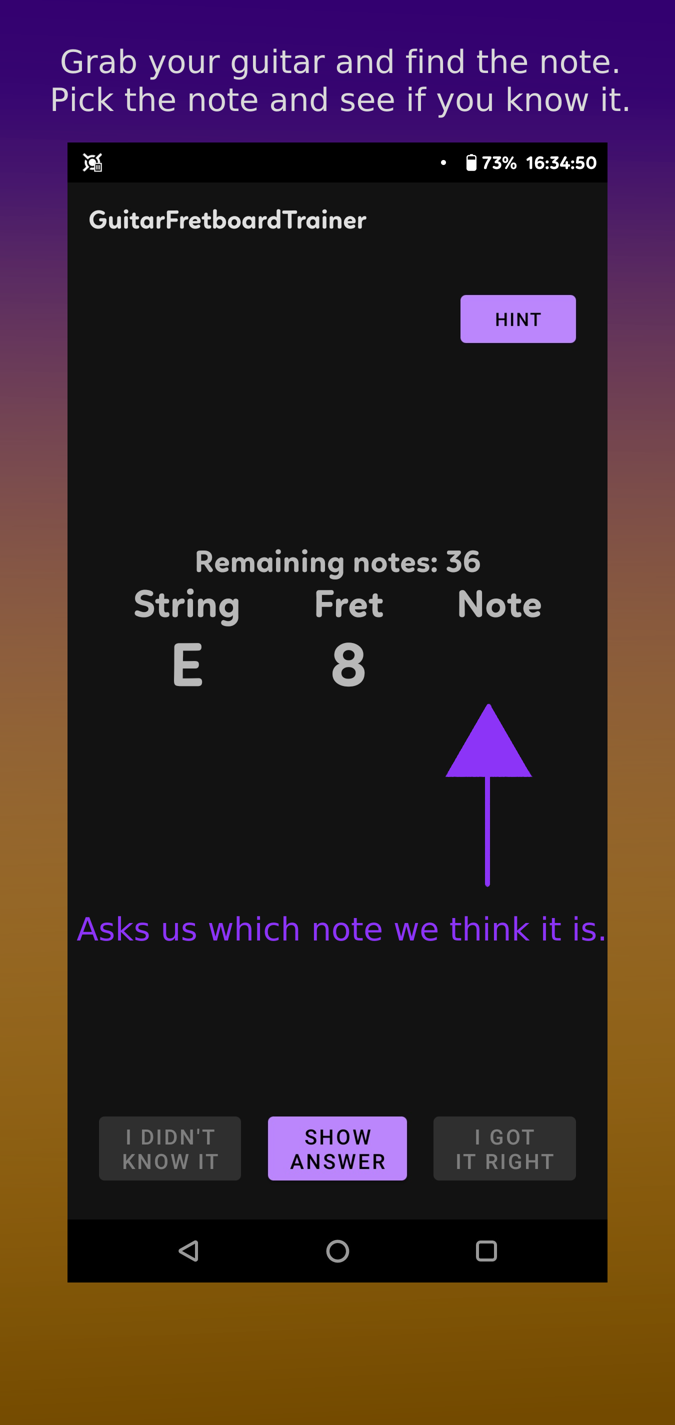 Grab your guitar and find the note.
Pick the note and see if you know it.
73% 16:34:50
GuitarFretboardTrainer
HINT
Remaining notes: 36
String Fret Note
E 8
Asks us which note we think it is.
I DIDN'T
KNOW IT
SHOW
ANSWER
I GOT
IT RIGHT